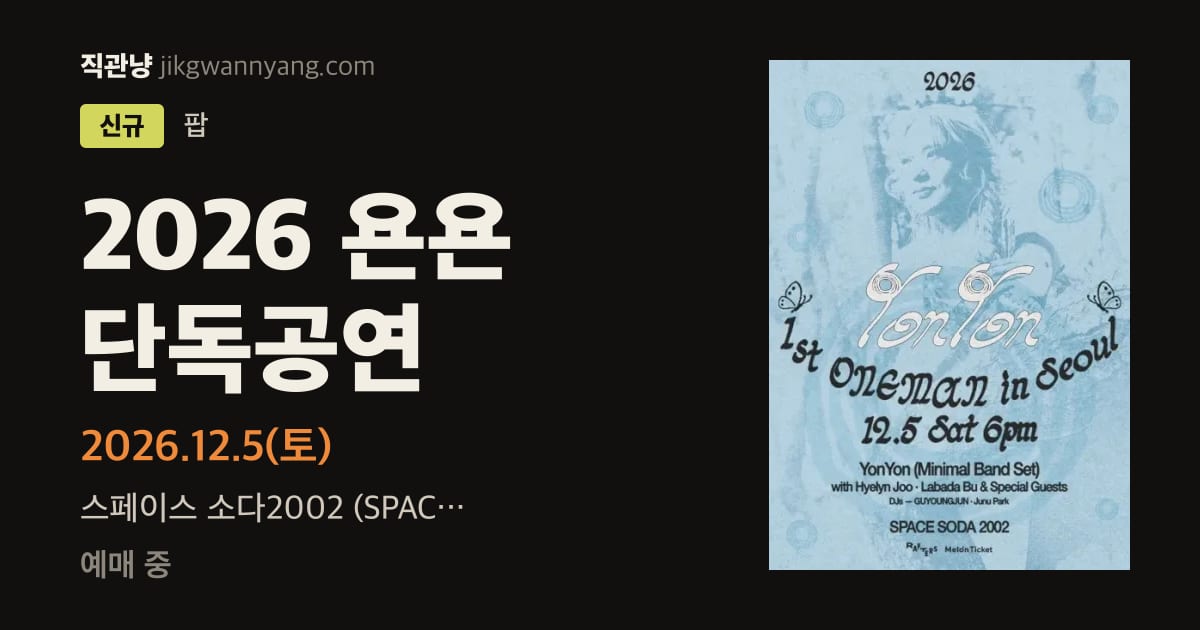 직관냥 jikgwannyang.com
신규 팝
2026 욘욘
단독공연
2026.12.5(토)
스페이스 소다2002 (SPAC…
예매 중
2026
YonYon
1st ONEMAN in Seoul
12.5 Sat 6pm
YonYon (Minimal Band Set)
with Hyelyn Joo · Labada Bu & Special Guests
DJs — GUYOUNGJUN · Junu Park
SPACE SODA 2002
RAFTERS MelonTicket